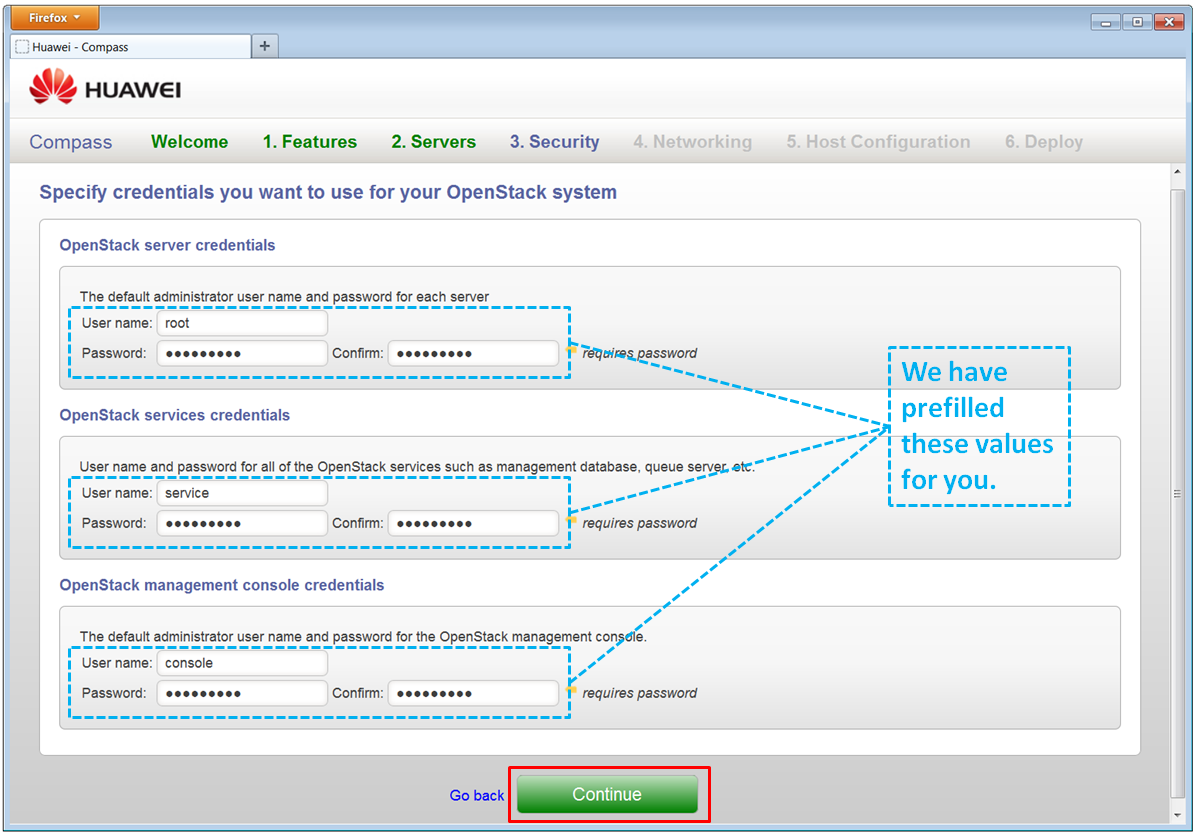 Firefox
Huawei - Compass
HUAWEI
Compass Welcome 1. Features 2. Servers 3. Security 4. Networking 5. Host Configuration 6. Deploy
Specify credentials you want to use for your OpenStack system
OpenStack server credentials
The default administrator user name and password for each server
User name: root
Password: ●●●●●●●●● Confirm: ●●●●●●●●● requires password
We have
prefilled
these values
for you.
OpenStack services credentials
User name and password for all of the OpenStack services such as management database, queue server, etc.
User name: service
Password: ●●●●●●●●● Confirm: ●●●●●●●●● requires password
OpenStack management console credentials
The default administrator user name and password for the OpenStack management console.
User name: console
Password: ●●●●●●●●● Confirm: ●●●●●●●●● requires password
Go back Continue